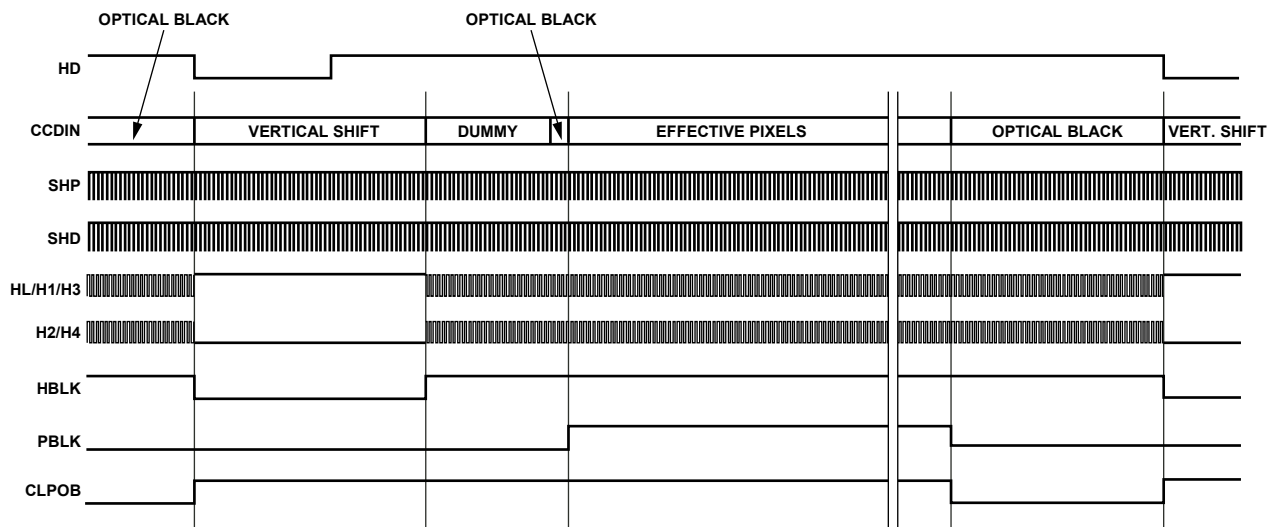 OPTICAL BLACK
OPTICAL BLACK
HD
CCDIN
VERTICAL SHIFT
DUMMY
EFFECTIVE PIXELS
OPTICAL BLACK
VERT. SHIFT
SHP
SHD
HL/H1/H3
H2/H4
HBLK
PBLK
CLPOB